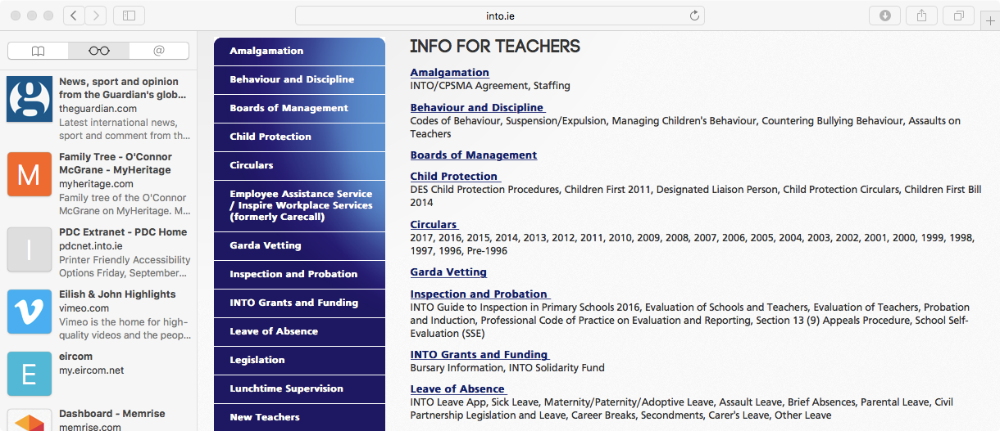 into.ie
@
News, sport and opinion
from the Guardian's glob...
theguardian.com
Latest international news,
sport and comment from th...
M
Family Tree - O'Connor
McGrane - MyHeritage
myheritage.com
Family tree of the O'Connor
McGrane on MyHeritage. M...
I
PDC Extranet - PDC Home
pdcnet.into.ie
Printer Friendly Accessibility
Options Friday, September...
Eilish & John Highlights
vimeo.com
Vimeo is the home for high-
quality videos and the peop...
E
eircom
my.eircom.net
Dashboard - Memrise
memrise.com
Amalgamation
Behaviour and Discipline
Boards of Management
Child Protection
Circulars
Employee Assistance Service
/ Inspire Workplace Services
(formerly Carecall)
Garda Vetting
Inspection and Probation
INTO Grants and Funding
Leave of Absence
Legislation
Lunchtime Supervision
New Teachers
INFO FOR TEACHERS
Amalgamation
INTO/CPSMA Agreement, Staffing
Behaviour and Discipline
Codes of Behaviour, Suspension/Expulsion, Managing Children's Behaviour, Countering Bullying Behaviour, Assaults on
Teachers
Boards of Management
Child Protection
DES Child Protection Procedures, Children First 2011, Designated Liaison Person, Child Protection Circulars, Children First Bill
2014
Circulars
2017, 2016, 2015, 2014, 2013, 2012, 2011, 2010, 2009, 2008, 2007, 2006, 2005, 2004, 2003, 2002, 2001, 2000, 1999, 1998,
1997, 1996, Pre-1996
Garda Vetting
Inspection and Probation
INTO Guide to Inspection in Primary Schools 2016, Evaluation of Schools and Teachers, Evaluation of Teachers, Probation
and Induction, Professional Code of Practice on Evaluation and Reporting, Section 13 (9) Appeals Procedure, School Self-
Evaluation (SSE)
INTO Grants and Funding
Bursary Information, INTO Solidarity Fund
Leave of Absence
INTO Leave App, Sick Leave, Maternity/Paternity/Adoptive Leave, Assault Leave, Brief Absences, Parental Leave, Civil
Partnership Legislation and Leave, Career Breaks, Secondments, Carer's Leave, Other Leave